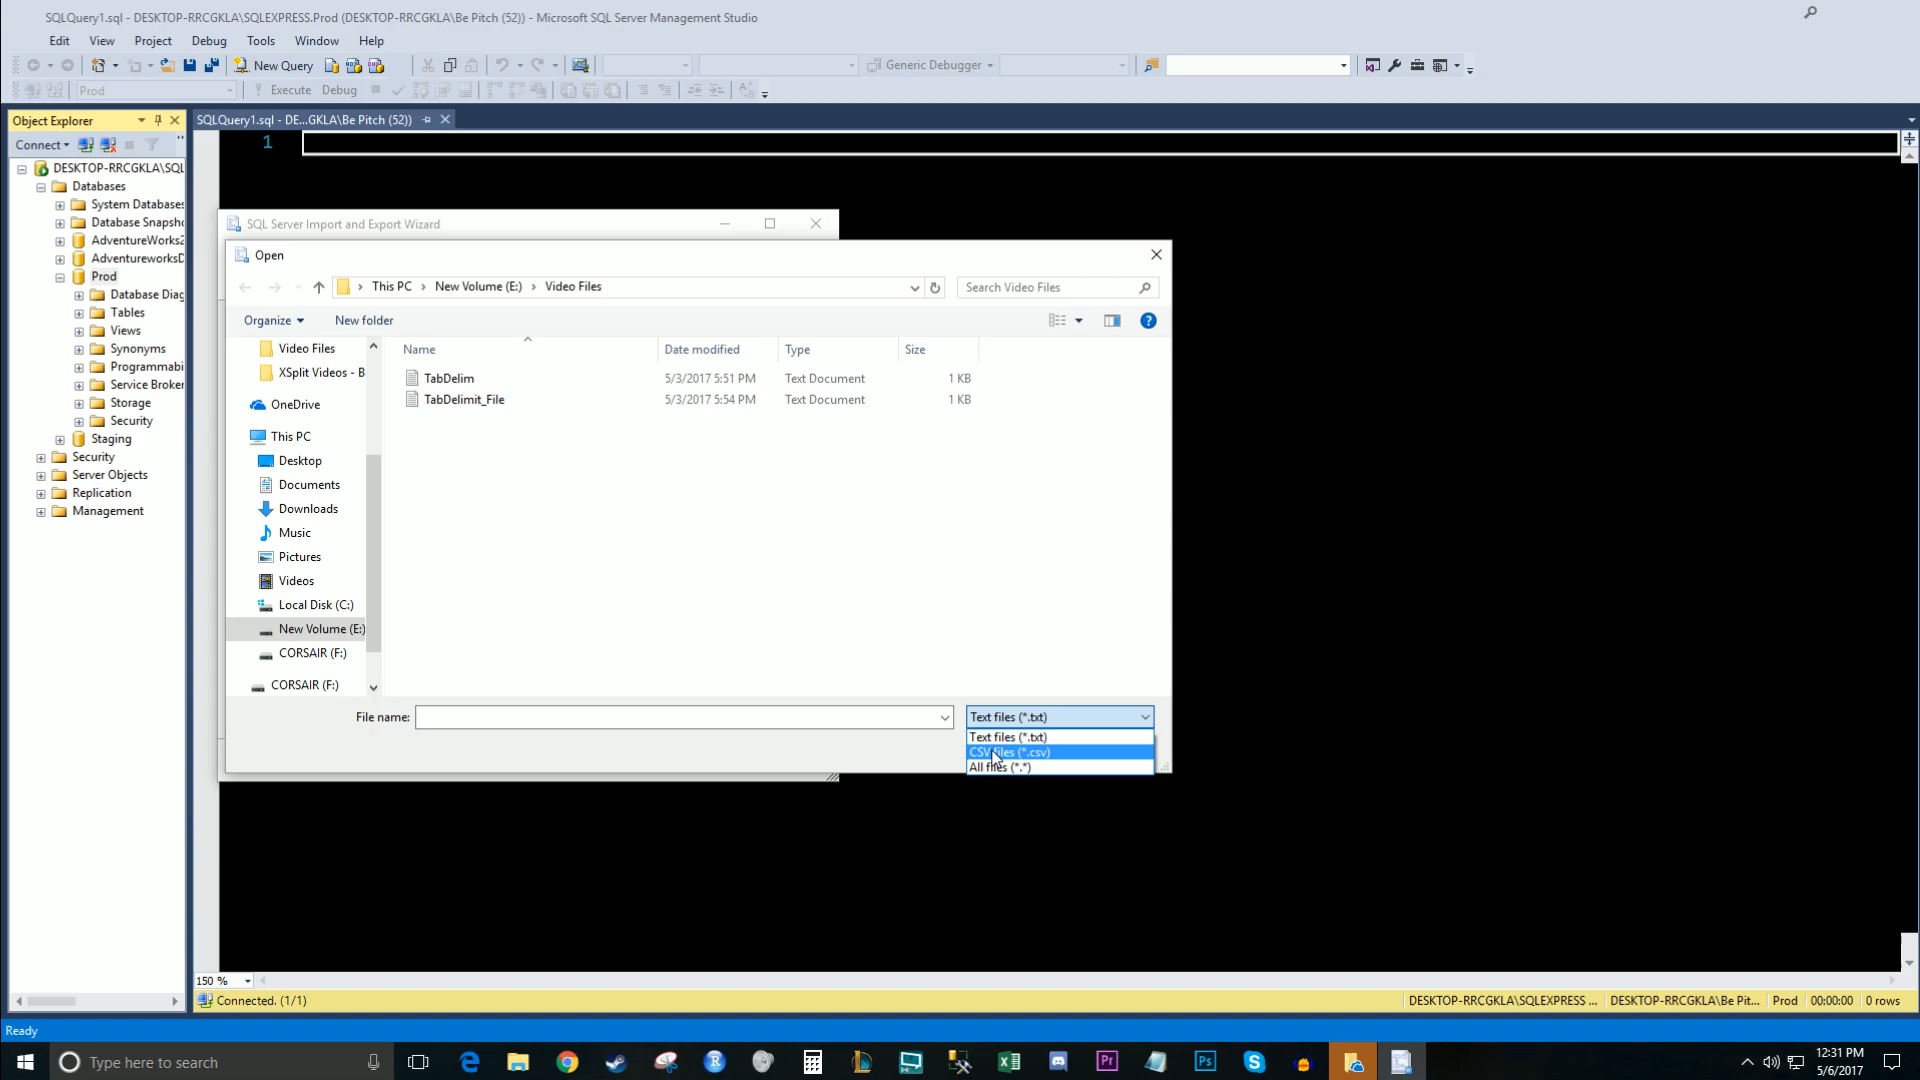 SQLQuery1.sql - DESKTOP-RRCGKLA\SQLEXPRESS.Prod (DESKTOP-RRCGKLA\Be Pitch (52)) - Microsoft SQL Server Management Studio
Edit View Project Debug Tools Window Help
New Query Generic Debugger
Prod Execute Debug
Object Explorer
SQLQuery1.sql - DE...GKLA\Be Pitch (52))
Connect
1
DESKTOP-RRCGKLA\SQL
Databases
System Databases
Database Snapsho
AdventureWorks2
AdventureworksD
Prod
Database Diag
Tables
Views
Synonyms
Programmabi
Service Broker
Storage
Security
Staging
Security
Server Objects
Replication
Management
SQL Server Import and Export Wizard
Open
This PC > New Volume (E:) > Video Files
Search Video Files
Organize New folder
Video Files
XSplit Videos - B
OneDrive
This PC
Desktop
Documents
Downloads
Music
Pictures
Videos
Local Disk (C:)
New Volume (E:)
CORSAIR (F:)
CORSAIR (F:)
Name Date modified Type Size
TabDelim 5/3/2017 5:51 PM Text Document 1 KB
TabDelimit_File 5/3/2017 5:54 PM Text Document 1 KB
File name: Text files (*.txt)
Text files (*.txt)
CSV files (*.csv)
All files (*.*)
150 %
Connected. (1/1) DESKTOP-RRCGKLA\SQLEXPRESS ... DESKTOP-RRCGKLA\Be Pit... Prod 00:00:00 0 rows
Ready
Type here to search
12:31 PM
5/6/2017